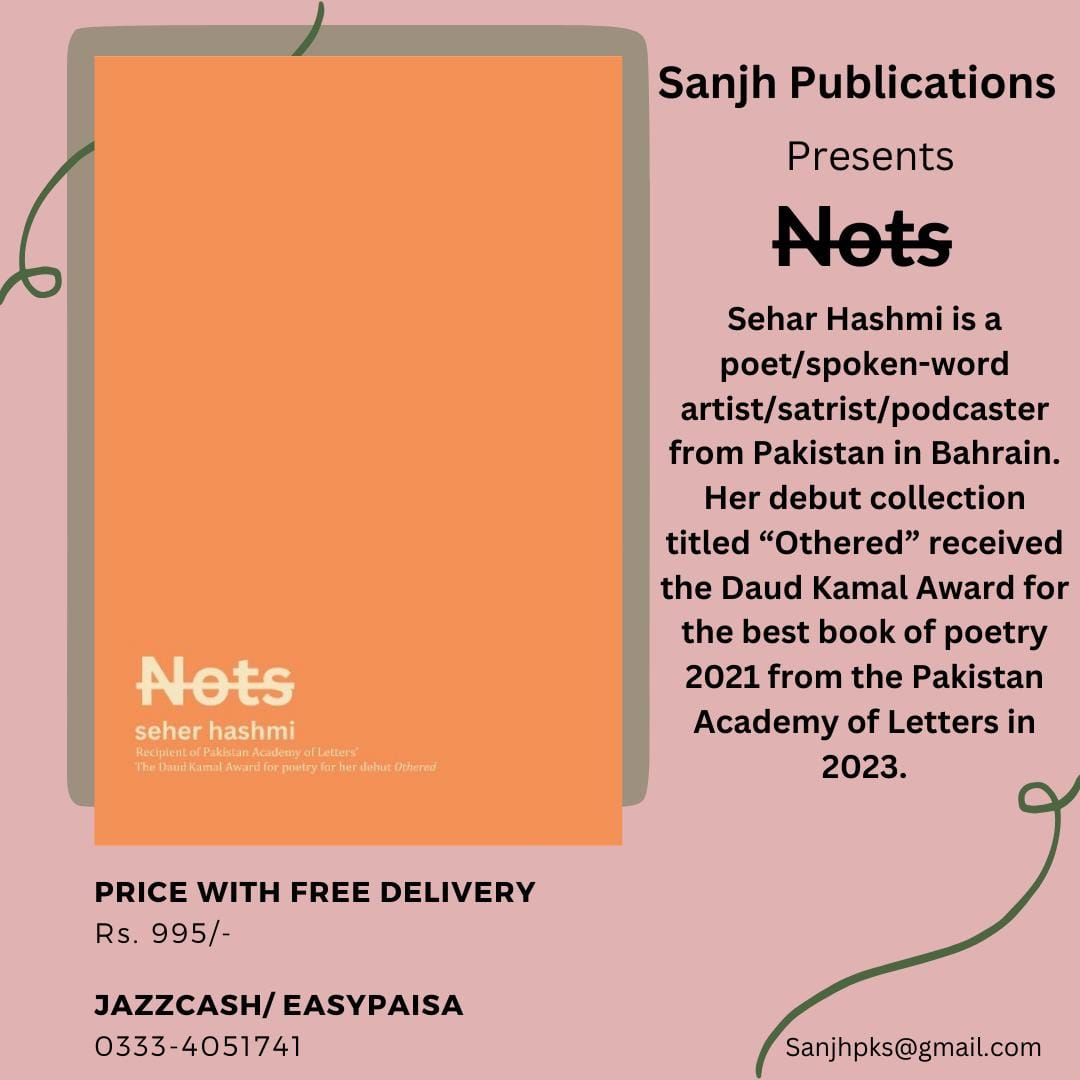 Sanjh Publications
Presents
Nots
Sehar Hashmi is a
poet/spoken-word
artist/satrist/podcaster
from Pakistan in Bahrain.
Her debut collection
titled “Othered” received
the Daud Kamal Award for
the best book of poetry
2021 from the Pakistan
Academy of Letters in
2023.
Nots
seher hashmi
Recipient of Pakistan Academy of Letters'
The Daud Kamal Award for poetry for her debut Othered
PRICE WITH FREE DELIVERY
Rs. 995/-
JAZZCASH/ EASYPAISA
0333-4051741
Sanjhpks@gmail.com